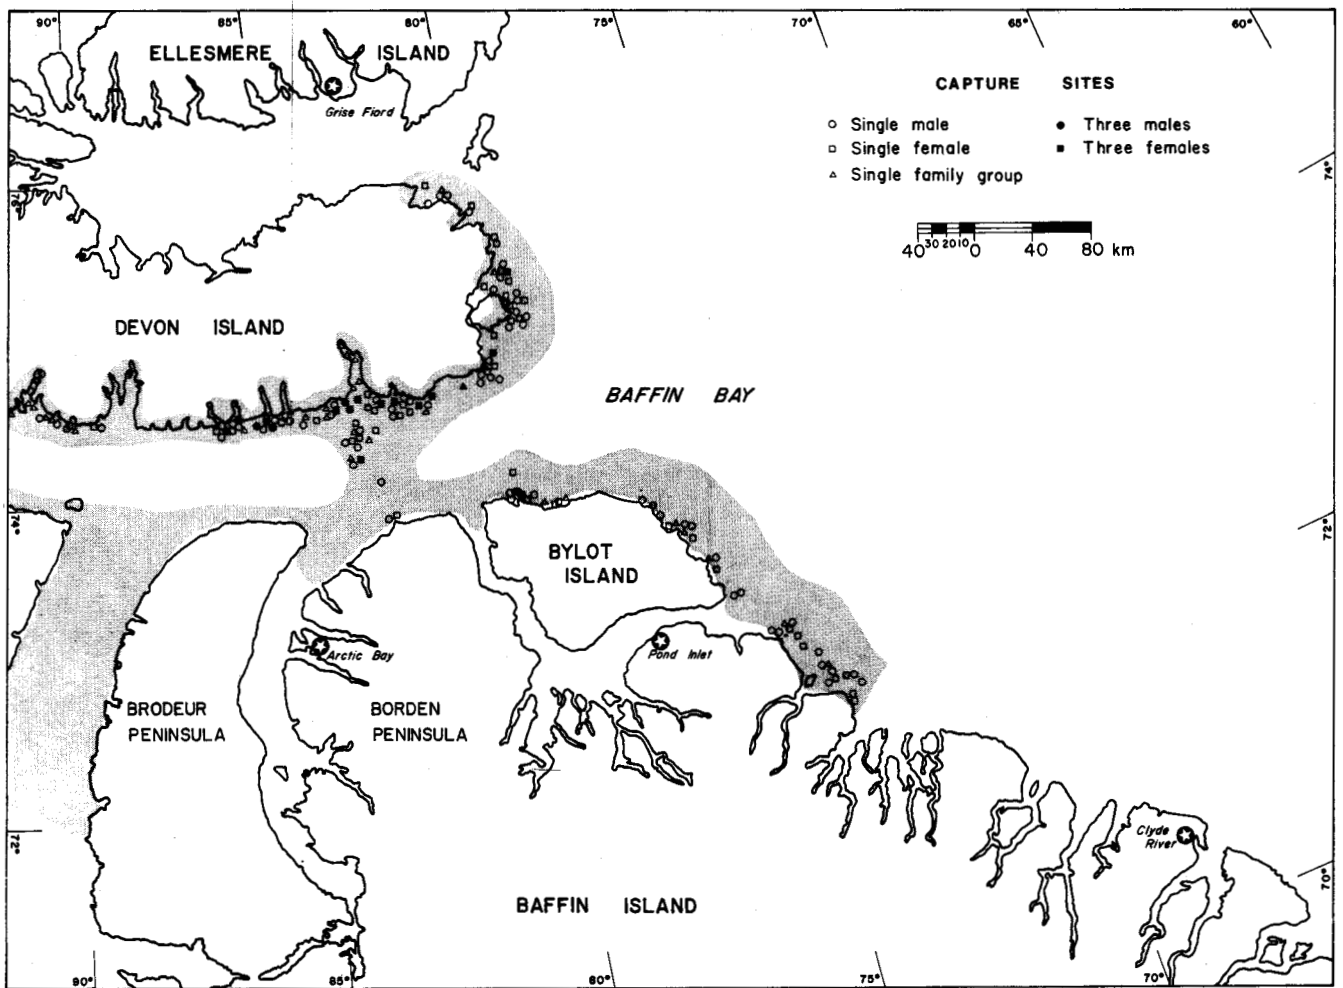 90° 85° 80° 75° 70° 65° 60°
ELLESMERE ISLAND
Grise Fiord
CAPTURE SITES
Single male
Three males
Single female
Three females
Single family group
74°
76°
40 30 20 10 0 40 80 km
DEVON ISLAND
BAFFIN BAY
74°
72°
BYLOT
ISLAND
Arctic Bay
Pond Inlet
BRODEUR
PENINSULA
BORDEN
PENINSULA
Clyde
River
72°
70°
BAFFIN ISLAND
90° 85° 60° 75° 70°